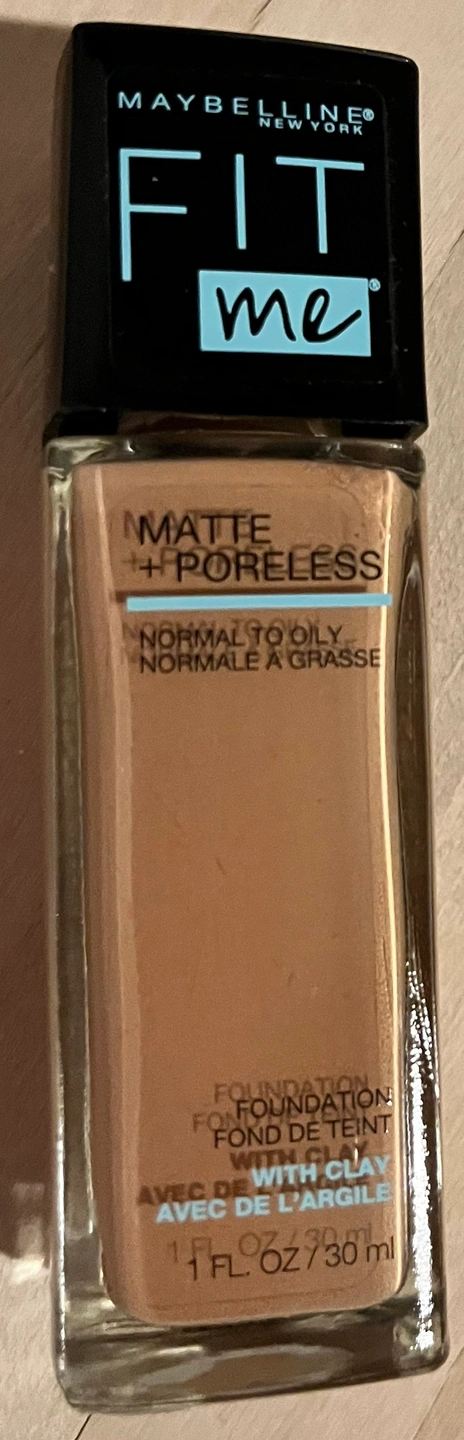 MAYBELLINE®
NEW YORK
FIT
me®
MATTE
+ PORELESS
NORMAL TO OILY
NORMALE À GRASSE
FOUNDATION
FOND DE TEINT
WITH CLAY
AVEC DE L'ARGILE
1 FL. OZ / 30 ml